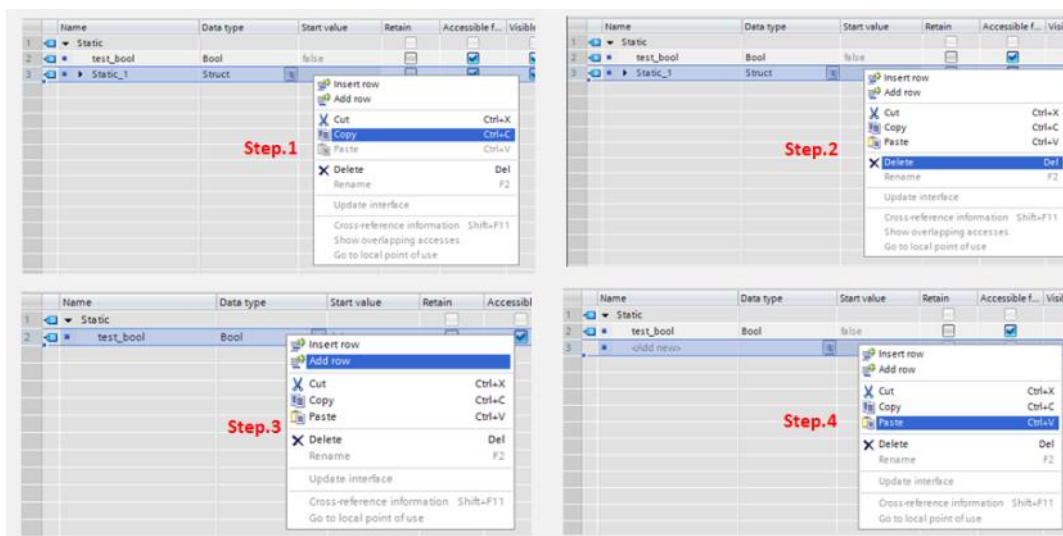 Name Data type Start value Retain Accessible f... Visible
1 Static
2 test_bool Bool false
3 Static_1 Struct
Insert row
Add row
Cut Ctrl+X
Copy Ctrl+C
Paste Ctrl+V
Delete Del
Rename F2
Update interface
Cross-reference information Shift+F11
Show overlapping accesses
Go to local point of use
Step.1
Name Data type Start value Retain Accessible f... Visi
1 Static
2 test_bool Bool false
3 Static_1 Struct
Insert row
Add row
Cut Ctrl+X
Copy Ctrl+C
Paste Ctrl+V
Delete Del
Rename F2
Update interface
Cross-reference information Shift+F11
Show overlapping accesses
Go to local point of use
Step.2
Name Data type Start value Retain Accessibl
1 Static
2 test_bool Bool
Insert row
Add row
Cut Ctrl+X
Copy Ctrl+C
Paste Ctrl+V
Delete Del
Rename F2
Update interface
Cross-reference information Shift+F11
Go to local point of use
Step.3
Name Data type Start value Retain Accessible f... Visi
1 Static
2 test_bool Bool false
3 <Add new>
Insert row
Add row
Cut Ctrl+X
Copy Ctrl+C
Paste Ctrl+V
Delete Del
Rename F2
Update interface
Cross-reference information Shift+F11
Go to local point of use
Step.4